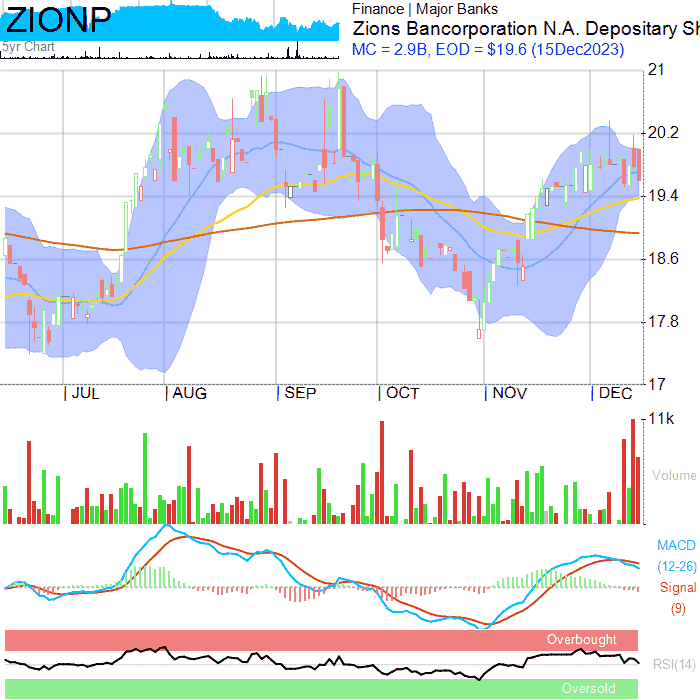 ZIONP
5yr Chart
Finance | Major Banks
Zions Bancorporation N.A. Depositary Sh
MC = 2.9B, EOD = $19.6 (15Dec2023)
21
20.2
19.4
18.6
17.8
17
JUL AUG SEP OCT NOV DEC
11k
Volume
MACD
(12-26)
Signal
(9)
Overbought
RSI(14)
Oversold